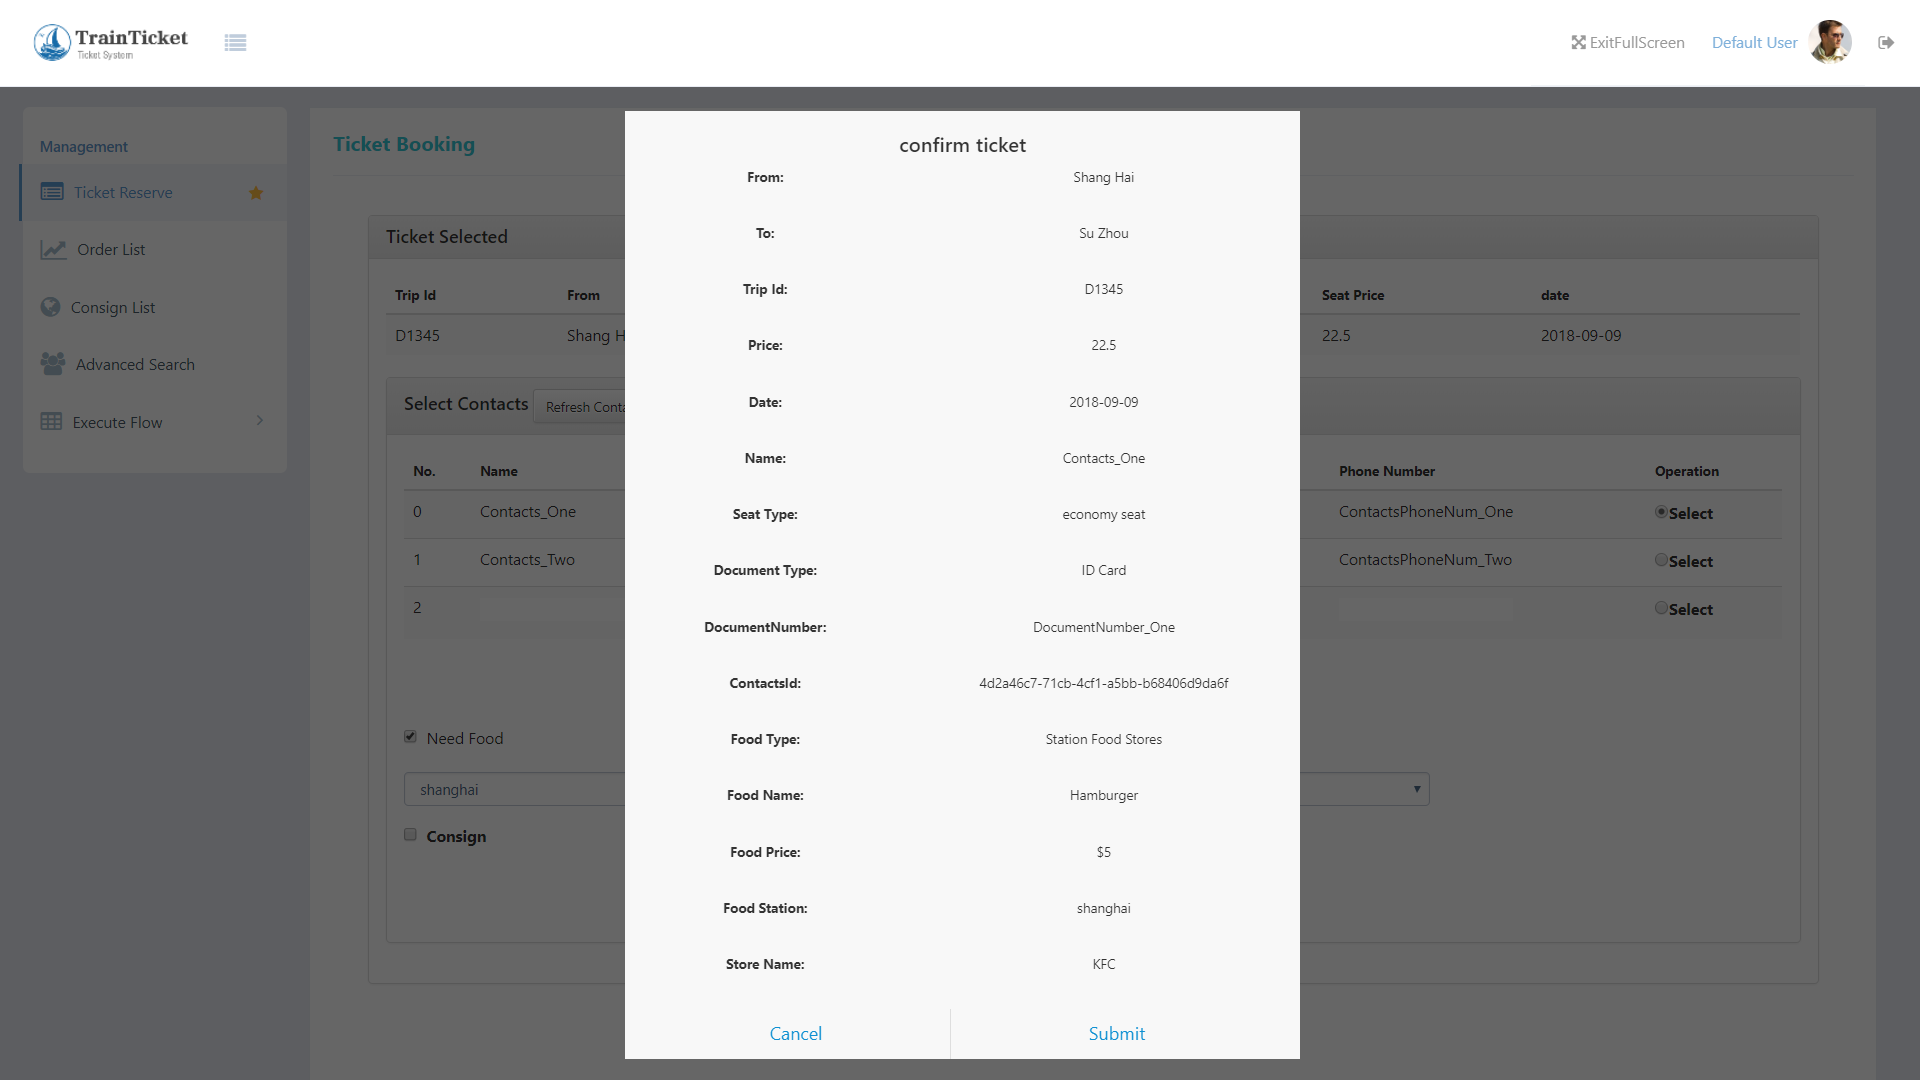 TrainTicket
Ticket System
ExitFullScreen
Default User
Management
Ticket Reserve
Order List
Consign List
Advanced Search
Execute Flow
Ticket Booking
Ticket Selected
Trip Id From Seat Price date
D1345 Shang H 22.5 2018-09-09
Select Contacts Refresh Conta
No. Name Phone Number Operation
0 Contacts_One ContactsPhoneNum_One Select
1 Contacts_Two ContactsPhoneNum_Two Select
2 Select
Need Food
shanghai
Consign
confirm ticket
From: Shang Hai
To: Su Zhou
Trip Id: D1345
Price: 22.5
Date: 2018-09-09
Name: Contacts_One
Seat Type: economy seat
Document Type: ID Card
DocumentNumber: DocumentNumber_One
ContactsId: 4d2a46c7-71cb-4cf1-a5bb-b68406d9da6f
Food Type: Station Food Stores
Food Name: Hamburger
Food Price: $5
Food Station: shanghai
Store Name: KFC
Cancel Submit